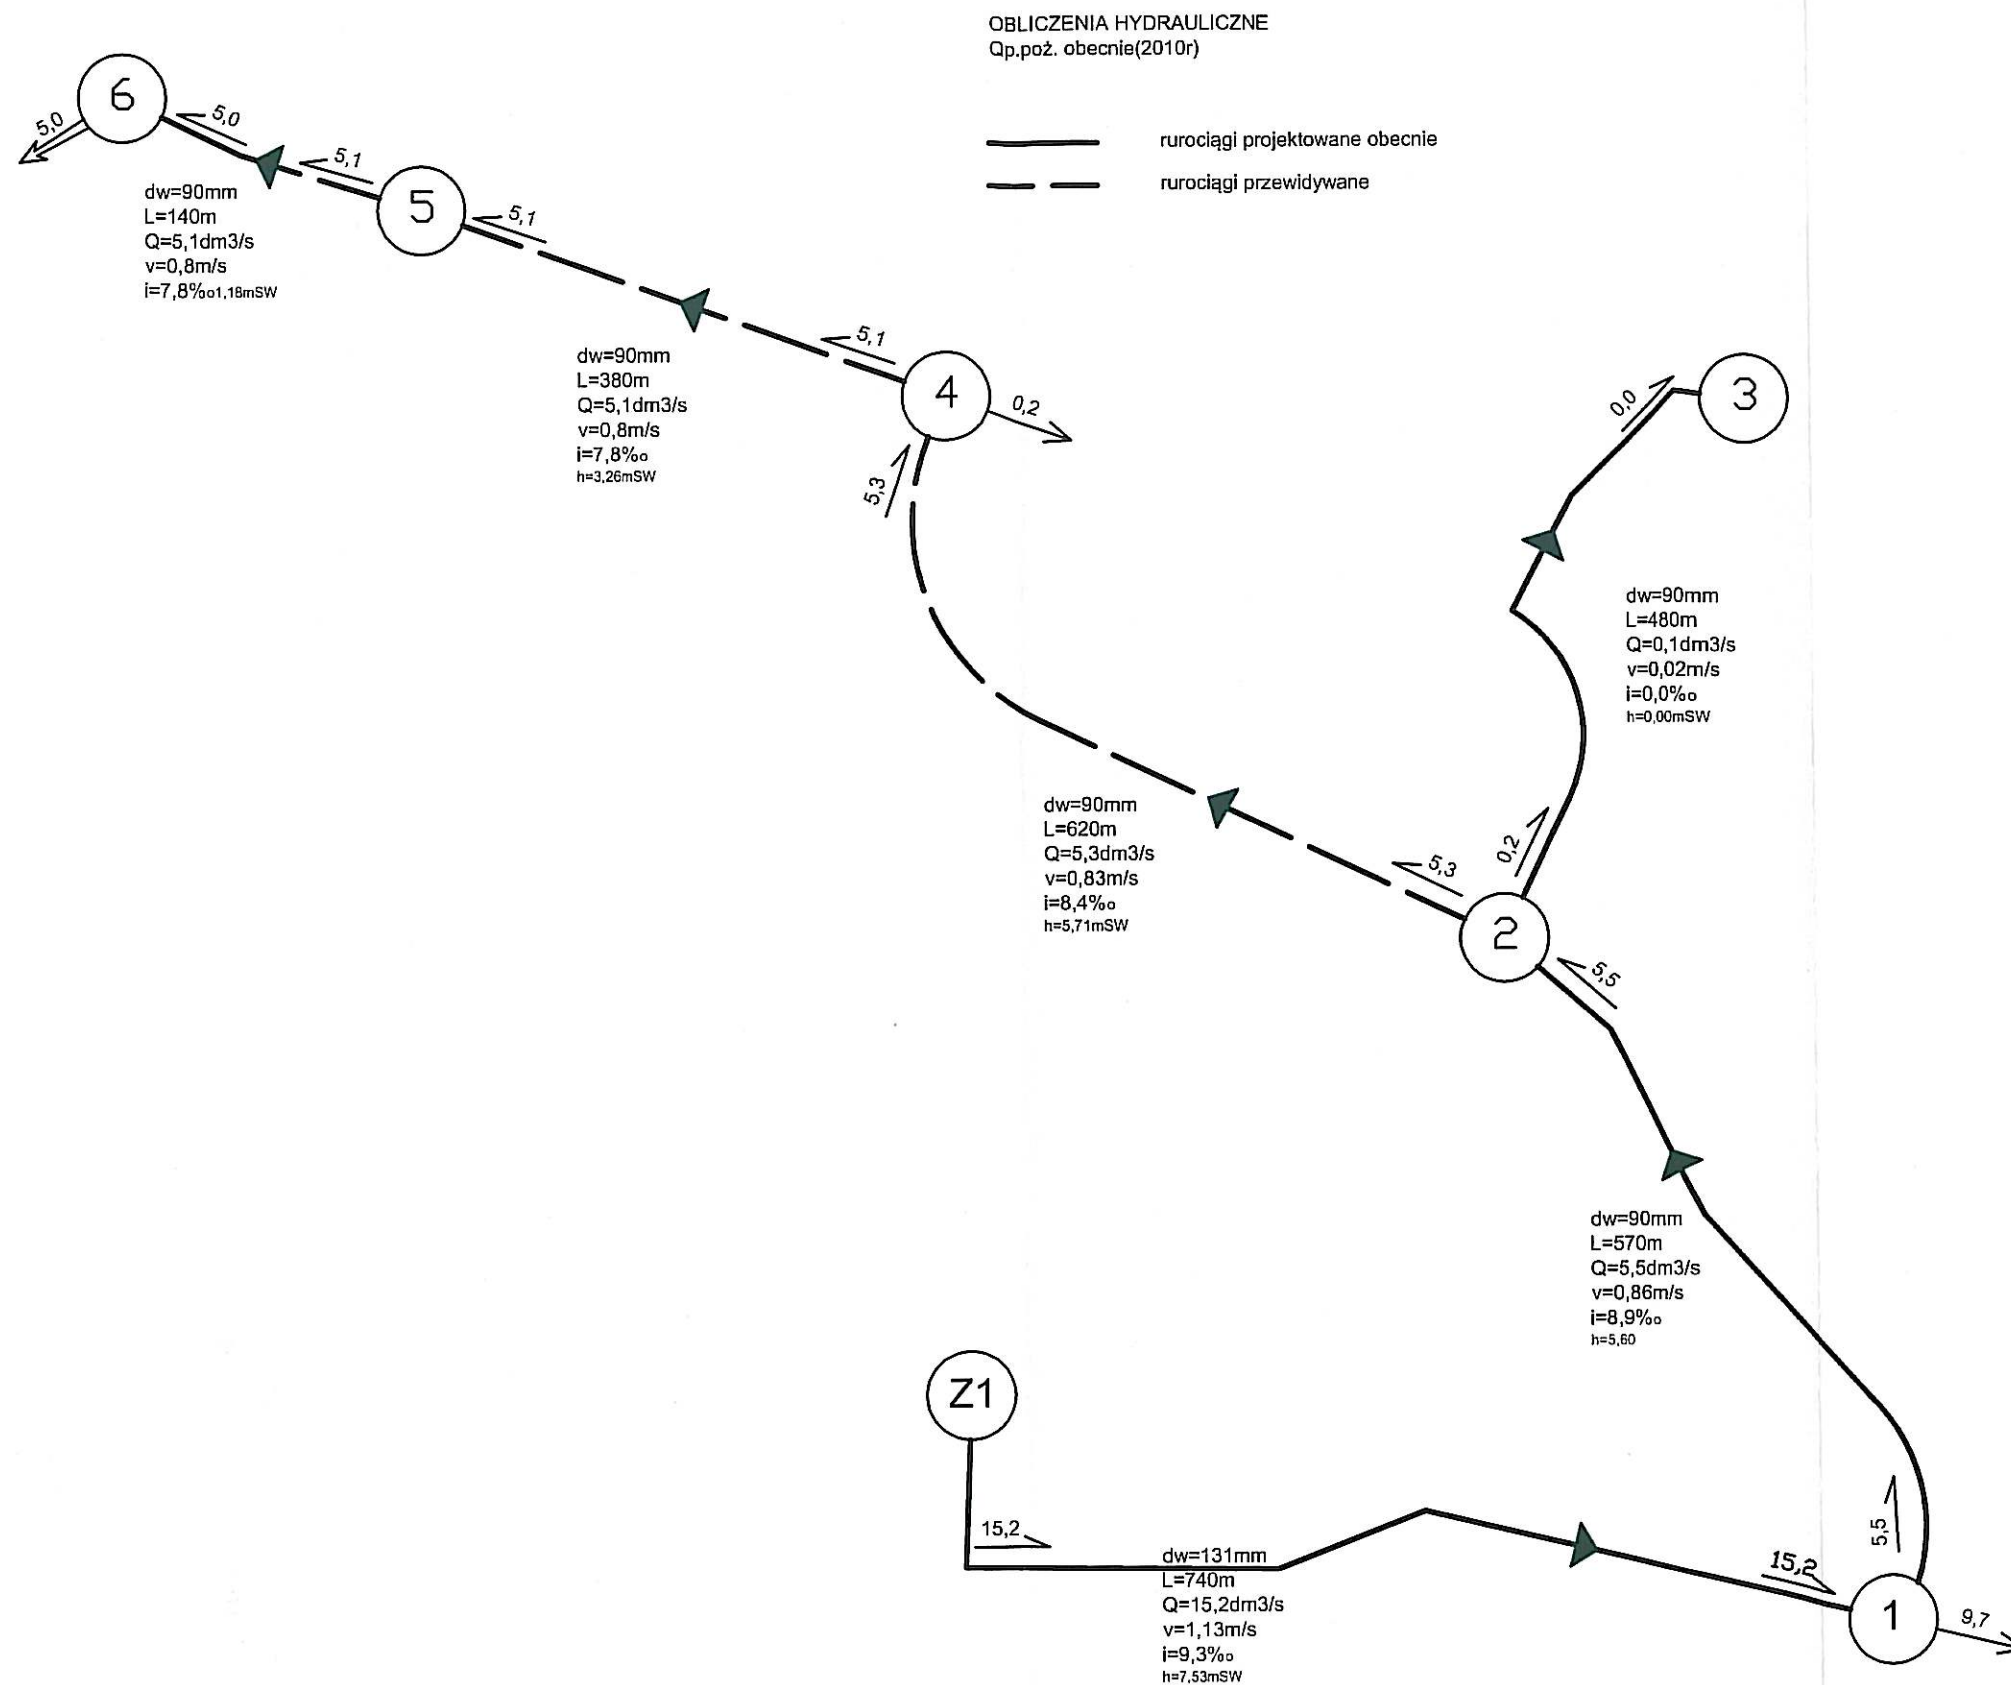 OBLICZENIA HYDRAULICZNE
Qp.poż. obecnie(2010r)
rurociągi projektowane obecnie
rurociągi przewidywane
6
5,0
5,0
5,1
dw=90mm
L=140m
Q=5,1dm3/s
v=0,8m/s
i=7,8%o1,18mSW
5
5,1
dw=90mm
L=380m
Q=5,1dm3/s
v=0,8m/s
i=7,8%o
h=3,26mSW
5,1
4
0,2
5,3
0,0
3
dw=90mm
L=480m
Q=0,1dm3/s
v=0,02m/s
i=0,0%o
h=0,00mSW
dw=90mm
L=620m
Q=5,3dm3/s
v=0,83m/s
i=8,4%o
h=5,71mSW
5,3
0,2
2
5,5
dw=90mm
L=570m
Q=5,5dm3/s
v=0,86m/s
i=8,9%o
h=5,60
Z1
15,2
dw=131mm
L=740m
Q=15,2dm3/s
v=1,13m/s
i=9,3%o
h=7,53mSW
15,2
5,5
1
9,7